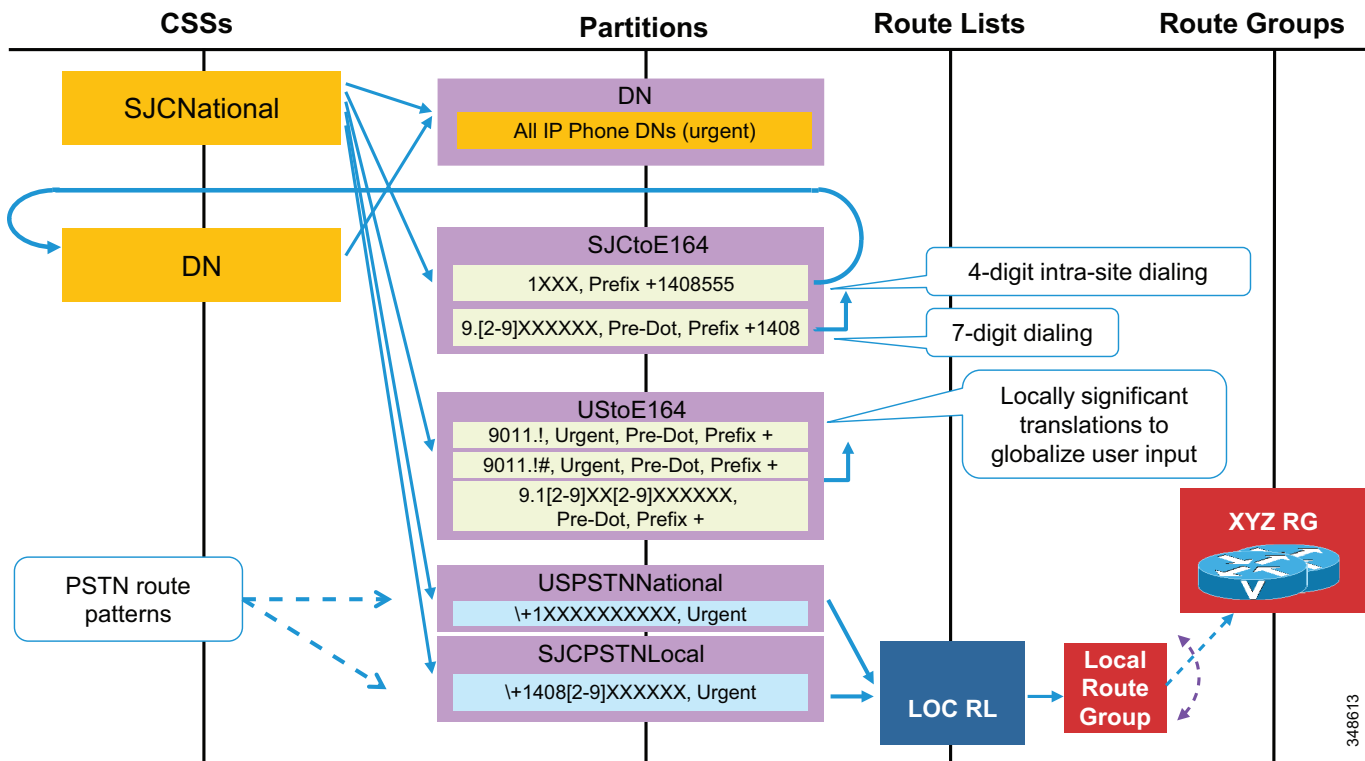 CSSs
Partitions
Route Lists
Route Groups
SJCNational
DN
DN
All IP Phone DNs (urgent)
SJCtoE164
1XXX, Prefix +1408555
9.[2-9]XXXXXX, Pre-Dot, Prefix +1408
4-digit intra-site dialing
7-digit dialing
UStoE164
9011.!, Urgent, Pre-Dot, Prefix +
9011.!#, Urgent, Pre-Dot, Prefix +
9.1[2-9]XX[2-9]XXXXXX,
Pre-Dot, Prefix +
Locally significant
translations to
globalize user input
PSTN route
patterns
USPSTNNational
\+1XXXXXXXXXX, Urgent
SJCPSTNLocal
\+1408[2-9]XXXXXX, Urgent
LOC RL
Local
Route
Group
XYZ RG
V
348613